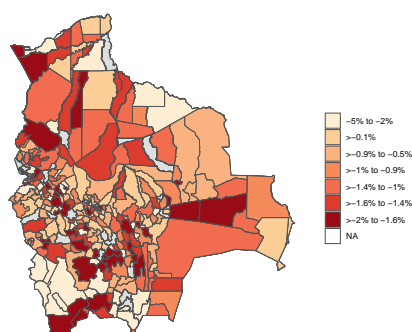 −5% to −2%
>−0.1%
>−0.9% to −0.5%
>−1% to −0.9%
>−1.4% to −1%
>−1.6% to −1.4%
>−2% to −1.6%
NA